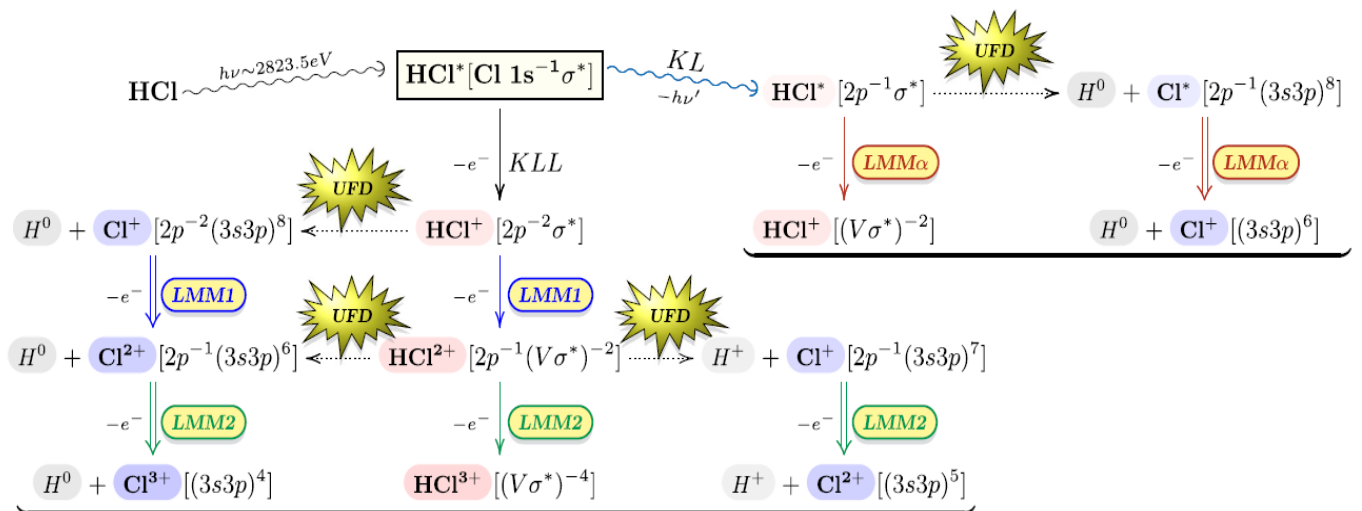 HCl hν~2823.5eV HCl*[Cl 1s⁻¹σ*] KL −hν′ HCl* [2p⁻¹σ*] UFD H⁰ + Cl* [2p⁻¹(3s3p)⁸]
−e⁻ KLL −e⁻ LMMα −e⁻ LMMα
UFD
H⁰ + Cl⁺ [2p⁻²(3s3p)⁸] HCl⁺ [2p⁻²σ*] HCl⁺ [(Vσ*)⁻²] H⁰ + Cl⁺ [(3s3p)⁶]
−e⁻ LMM1 −e⁻ LMM1
UFD UFD
H⁰ + Cl²⁺ [2p⁻¹(3s3p)⁶] HCl²⁺ [2p⁻¹(Vσ*)⁻²] H⁺ + Cl⁺ [2p⁻¹(3s3p)⁷]
−e⁻ LMM2 −e⁻ LMM2 −e⁻ LMM2
H⁰ + Cl³⁺ [(3s3p)⁴] HCl³⁺ [(Vσ*)⁻⁴] H⁺ + Cl²⁺ [(3s3p)⁵]